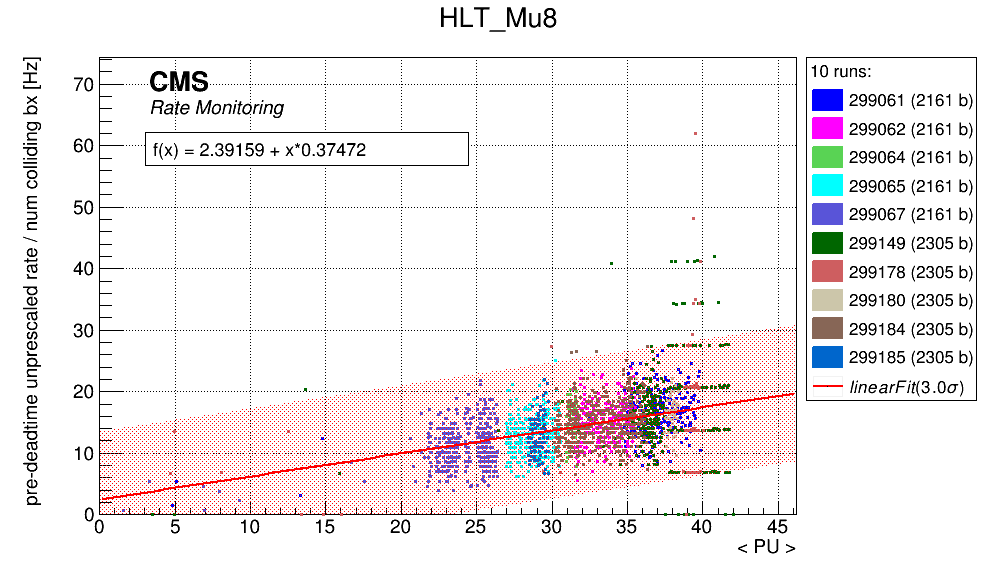 HLT_Mu8
pre-deadtime unprescaled rate / num colliding bx [Hz]
CMS
Rate Monitoring
f(x) = 2.39159 + x*0.37472
70
60
50
40
30
20
10
0
0 5 10 15 20 25 30 35 40 45
< PU >
10 runs:
299061 (2161 b)
299062 (2161 b)
299064 (2161 b)
299065 (2161 b)
299067 (2161 b)
299149 (2305 b)
299178 (2305 b)
299180 (2305 b)
299184 (2305 b)
299185 (2305 b)
linearFit(3.0σ)